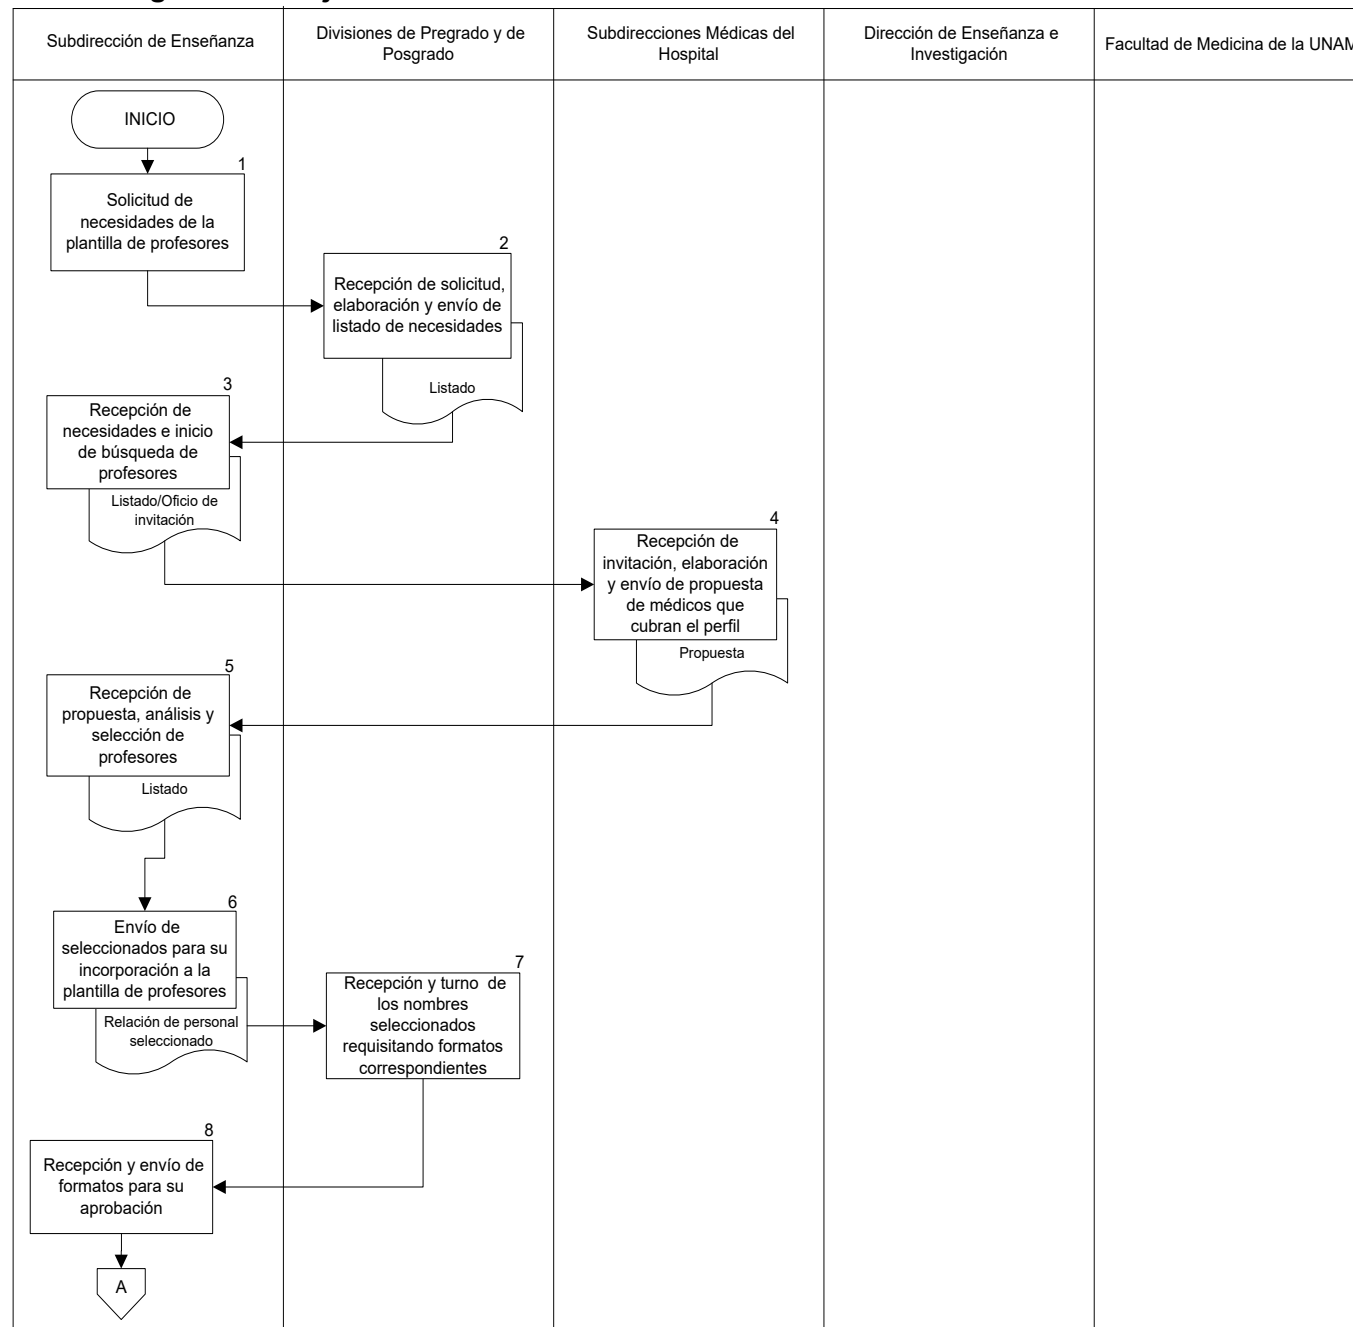 Subdirección de Enseñanza
Divisiones de Pregrado y de
Posgrado
Subdirecciones Médicas del
Hospital
Dirección de Enseñanza e
Investigación
Facultad de Medicina de la UNAM
INICIO
1
Solicitud de
necesidades de la
plantilla de profesores
2
Recepción de solicitud,
elaboración y envío de
listado de necesidades
Listado
3
Recepción de
necesidades e inicio
de búsqueda de
profesores
Listado/Oficio de
invitación
4
Recepción de
invitación, elaboración
y envío de propuesta
de médicos que
cubran el perfil
Propuesta
5
Recepción de
propuesta, análisis y
selección de
profesores
Listado
6
Envío de
seleccionados para su
incorporación a la
plantilla de profesores
Relación de personal
seleccionado
7
Recepción y turno de
los nombres
seleccionados
requisitando formatos
correspondientes
8
Recepción y envío de
formatos para su
aprobación
A